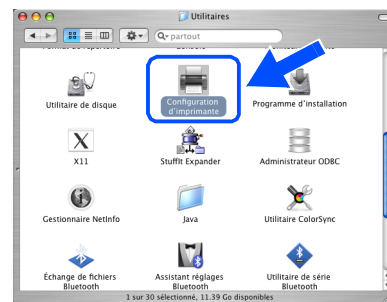 Utilitaires
partout
Utilitaire de disque
Configuration
d'imprimante
Programme d'installation
X11
StuffIt Expander
Administrateur ODBC
Gestionnaire NetInfo
Java
Utilitaire ColorSync
Échange de fichiers
Bluetooth
Assistant réglages
Bluetooth
Utilitaire de série
Bluetooth
1 sur 30 sélectionné, 11.39 Go disponibles